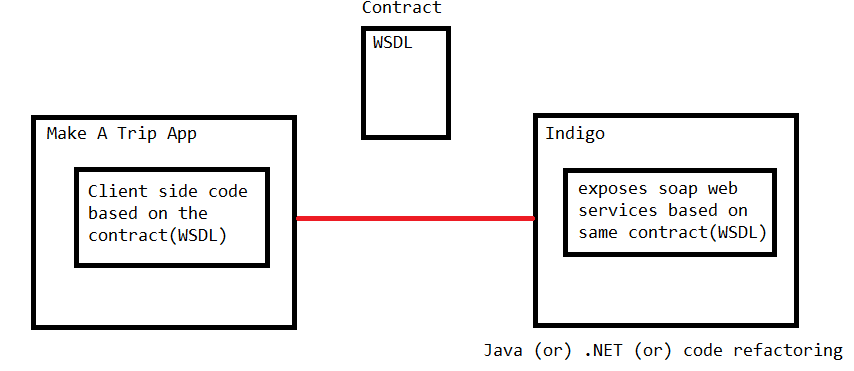 Contract
WSDL
Make A Trip App
Client side code
based on the
contract(WSDL)
Indigo
exposes soap web
services based on
same contract(WSDL)
Java (or) .NET (or) code refactoring